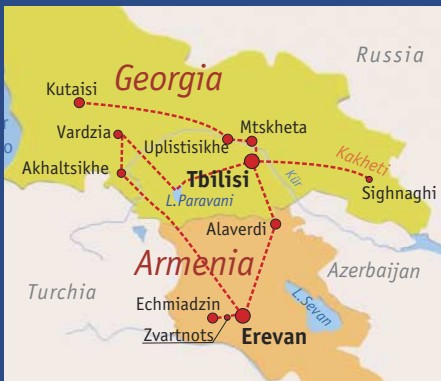 Russia
Georgia
Kutaisi
Vardzia
Mtskheta
Uplistisikhe
Kakheti
Akhaltsikhe
Tbilisi
Kür
Sighnaghi
L.Paravani
Alaverdi
Armenia
Azerbaijan
Turchia
L.Sevan
Echmiadzin
Zvartnots
Erevan